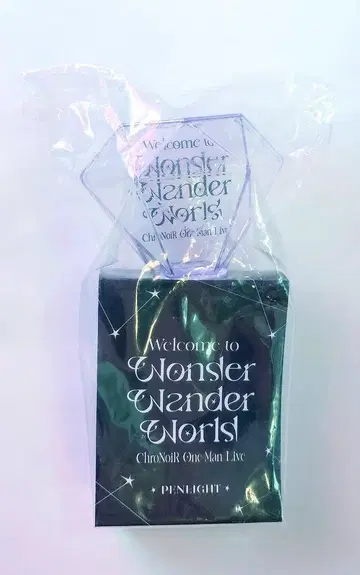 Welcome to
Wonder
Wander
World
ChroNoiR One-Man Live
Welcome to
Wonder
Wander
World
ChroNoiR One-Man Live
PENLIGHT